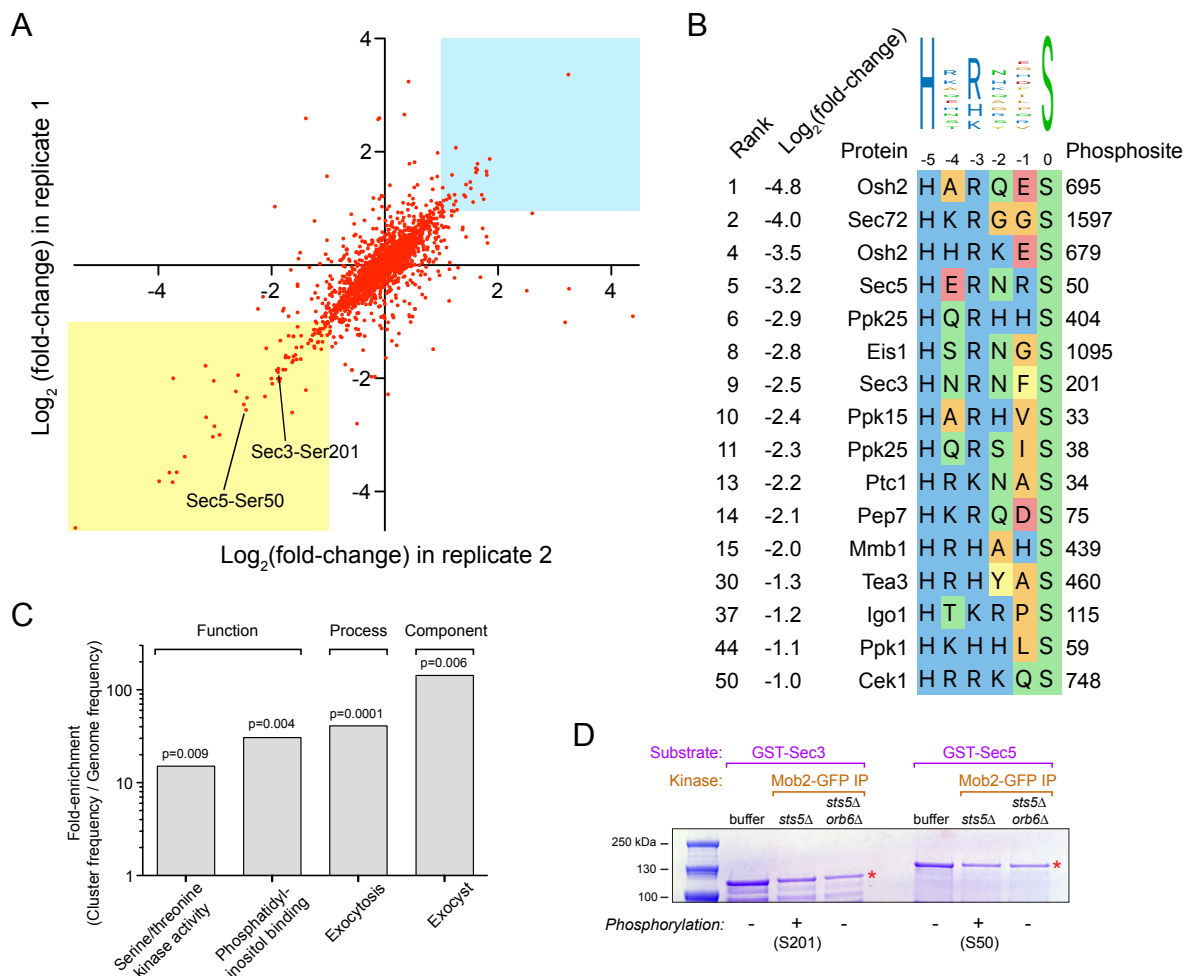 A
4
2
-4
-2
2
4
-2
-4
Sec3-Ser201
Sec5-Ser50
Log2 (fold-change) in replicate 1
Log2(fold-change) in replicate 2
B
Rank
Log2(fold-change)
Protein
-5 -4 -3 -2 -1 0
Phosphosite
1 -4.8 Osh2 H A R Q E S 695
2 -4.0 Sec72 H K R G G S 1597
4 -3.5 Osh2 H H R K E S 679
5 -3.2 Sec5 H E R N R S 50
6 -2.9 Ppk25 H Q R H H S 404
8 -2.8 Eis1 H S R N G S 1095
9 -2.5 Sec3 H N R N F S 201
10 -2.4 Ppk15 H A R H V S 33
11 -2.3 Ppk25 H Q R S I S 38
13 -2.2 Ptc1 H R K N A S 34
14 -2.1 Pep7 H K R Q D S 75
15 -2.0 Mmb1 H R H A H S 439
30 -1.3 Tea3 H R H Y A S 460
37 -1.2 Igo1 H T K R P S 115
44 -1.1 Ppk1 H K H H L S 59
50 -1.0 Cek1 H R R K Q S 748
C
Function Process Component
p=0.009
p=0.004
p=0.0001
p=0.006
100
10
1
Fold-enrichment
(Cluster frequency / Genome frequency)
Serine/threonine
kinase activity
Phosphatidyl-
inositol binding
Exocytosis
Exocyst
D
Substrate: GST-Sec3 GST-Sec5
Kinase: Mob2-GFP IP Mob2-GFP IP
buffer sts5Δ sts5Δ orb6Δ buffer sts5Δ sts5Δ orb6Δ
250 kDa
130
100
*
*
Phosphorylation: - + - - + -
(S201) (S50)